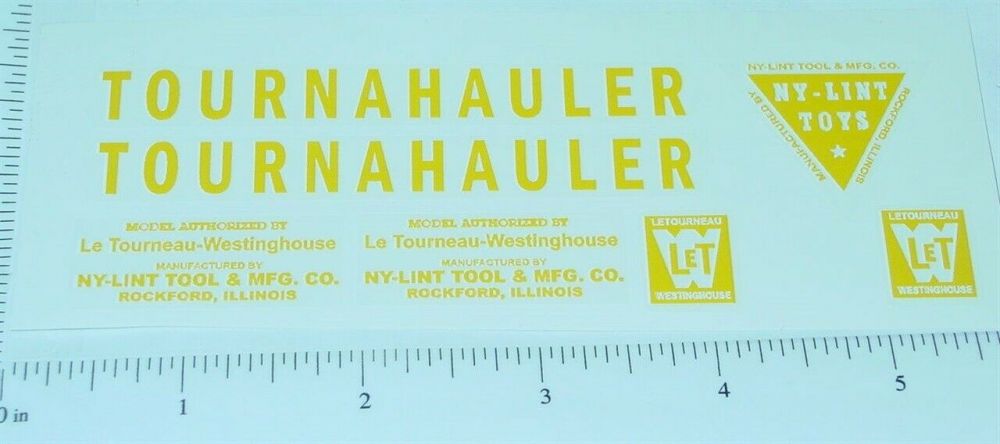 TOURNAHAULER
TOURNAHAULER
NY-LINT TOOL & MFG. CO.
MANUFACTURED BY
ROCKFORD, ILLINOIS
NY-LINT
TOYS
MODEL AUTHORIZED BY
Le Tourneau-Westinghouse
MANUFACTURED BY
NY-LINT TOOL & MFG. CO.
ROCKFORD, ILLINOIS
MODEL AUTHORIZED BY
Le Tourneau-Westinghouse
MANUFACTURED BY
NY-LINT TOOL & MFG. CO.
ROCKFORD, ILLINOIS
LETOURNEAU
W
LET
WESTINGHOUSE
LETOURNEAU
W
LET
WESTINGHOUSE
0 in 1 2 3 4 5